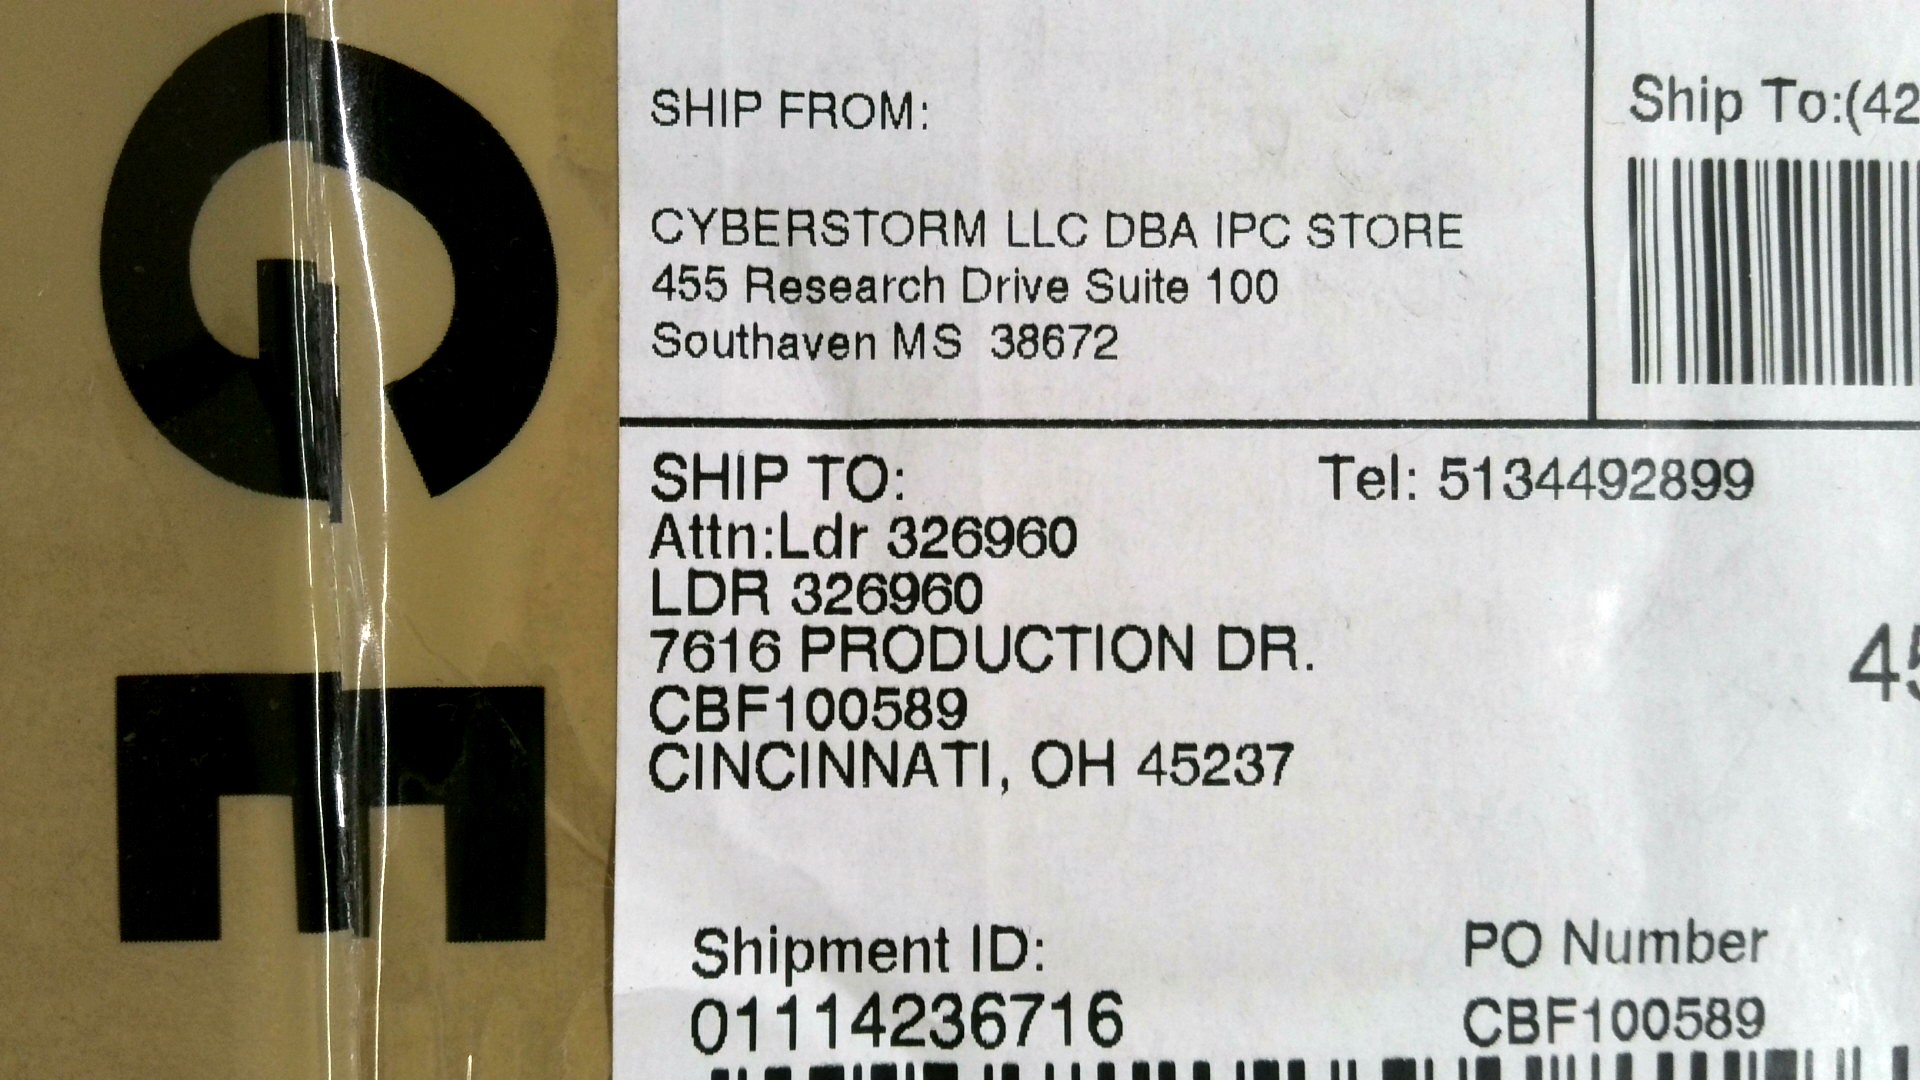 GE
SHIP FROM:
CYBERSTORM LLC DBA IPC STORE
455 Research Drive Suite 100
Southaven MS 38672
Ship To:(42
SHIP TO:
Tel: 5134492899
Attn:Ldr 326960
LDR 326960
7616 PRODUCTION DR.
CBF100589
CINCINNATI, OH 45237
Shipment ID:
01114236716
PO Number
CBF100589